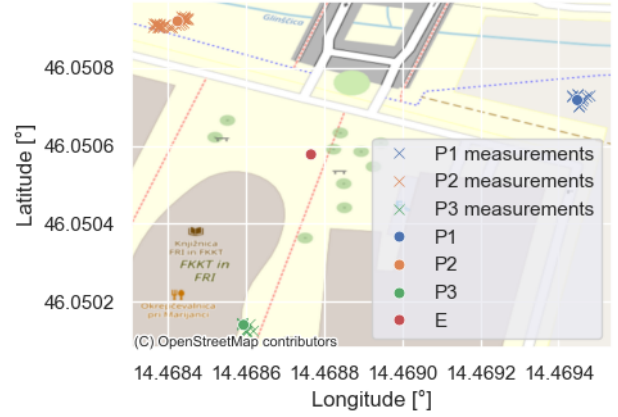 Glinščica
46.0508
46.0506
46.0504
46.0502
Latitude [°]
Knjižnica
FRI in FKKT
FKKT in
FRI
Okrepčevalnica
pri Marjanci
P1 measurements
P2 measurements
P3 measurements
P1
P2
P3
E
(C) OpenStreetMap contributors
14.4684 14.4686 14.4688 14.4690 14.4692 14.4694
Longitude [°]